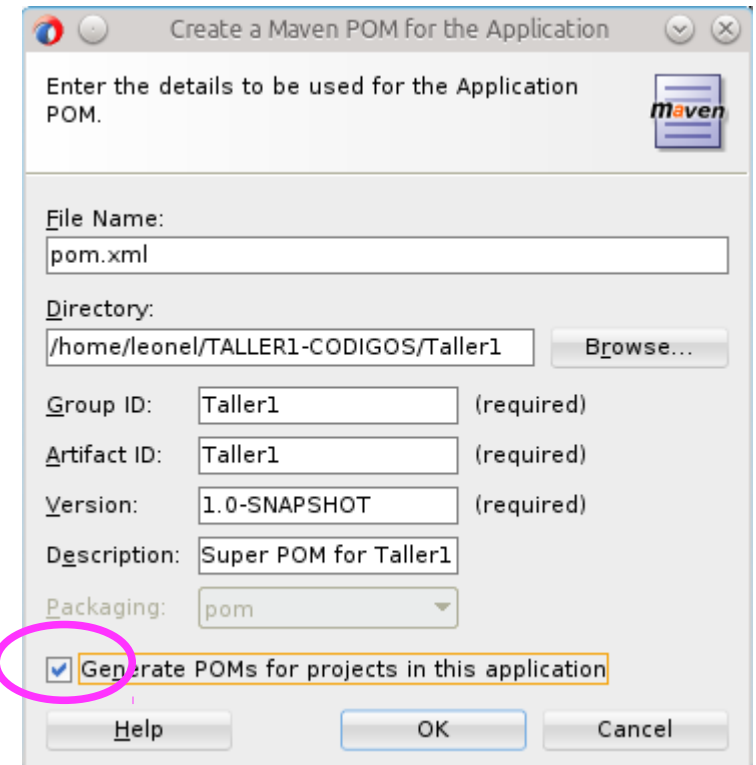 Create a Maven POM for the Application
Enter the details to be used for the Application
POM.
maven
File Name:
pom.xml
Directory:
/home/leonel/TALLER1-CODIGOS/Taller1
Browse...
Group ID: Taller1 (required)
Artifact ID: Taller1 (required)
Version: 1.0-SNAPSHOT (required)
Description: Super POM for Taller1
Packaging: pom
Generate POMs for projects in this application
Help OK Cancel